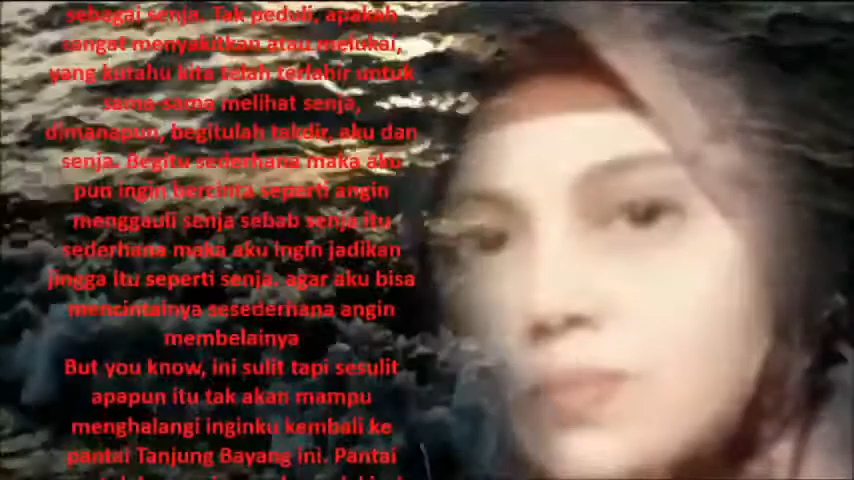 sebagai senja. Tak peduli, apakah
sangat menyakitkan atau melukai,
yang kutahu kita telah terlahir untuk
sama-sama melihat senja,
dimanapun, begitulah takdir, aku dan
senja. Begitu sederhana maka aku
pun ingin bercinta seperti angin
menggauli senja sebab senja itu
sederhana maka aku ingin jadikan
jingga itu seperti senja. agar aku bisa
mencintainya sesederhana angin
membelainya
But you know, ini sulit tapi sesulit
apapun itu tak akan mampu
menghalangi inginku kembali ke
pantai Tanjung Bayang ini. Pantai